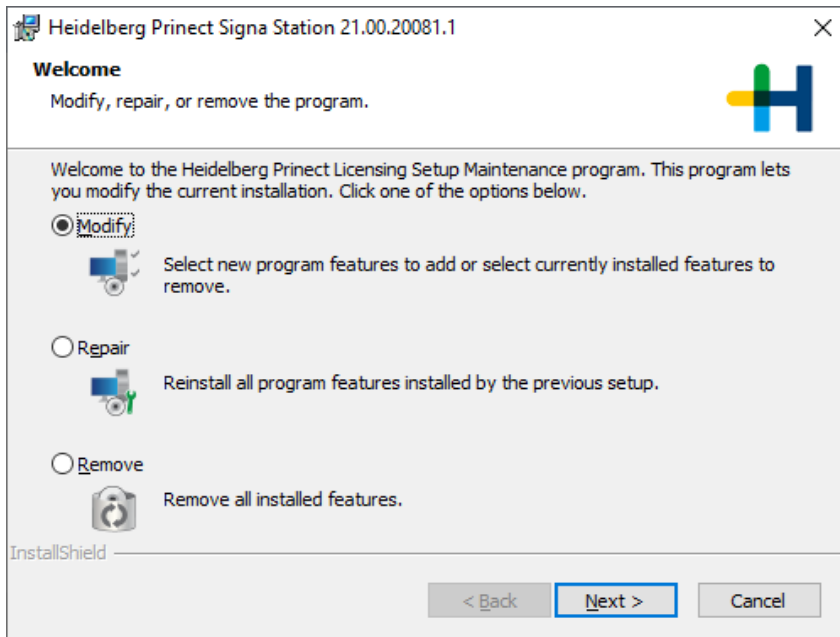 Heidelberg Prinect Signa Station 21.00.20081.1
Welcome
Modify, repair, or remove the program.
Welcome to the Heidelberg Prinect Licensing Setup Maintenance program. This program lets
you modify the current installation. Click one of the options below.
Modify
Select new program features to add or select currently installed features to
remove.
Repair
Reinstall all program features installed by the previous setup.
Remove
Remove all installed features.
InstallShield
< Back
Next >
Cancel